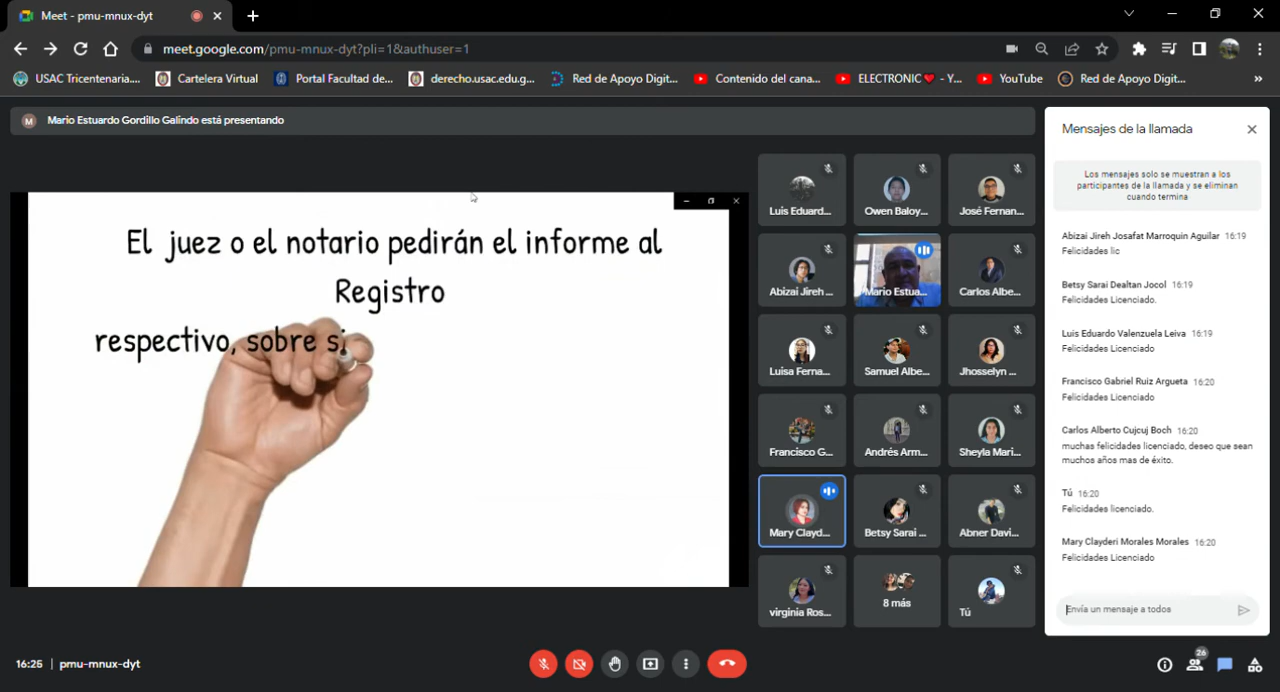 Meet - pmu-mnux-dyt
meet.google.com/pmu-mnux-dyt?pli=1&authuser=1
USAC Tricentenaria....
Cartelera Virtual
Portal Facultad de...
derecho.usac.edu.g...
Red de Apoyo Digit...
Contenido del cana...
ELECTRONIC❤ - Y...
YouTube
Red de Apoyo Digit...
»
M
Mario Estuardo Gordillo Galindo está presentando
El juez o el notario pedirán el informe al
Registro
respectivo, sobre si
Luis Eduard...
Owen Baloy...
José Fernan...
Abizai Jireh ...
Mario Estua...
Carlos Albe...
Luisa Ferna...
Samuel Albe...
Jhosselyn ...
Francisco G...
Andrés Arm...
Sheyla Mari...
Mary Clayd...
Betsy Sarai ...
Abner Davi...
virginia Ros...
8 más
Tú
Mensajes de la llamada
Los mensajes solo se muestran a los
participantes de la llamada y se eliminan
cuando termina
Abizai Jireh Josafat Marroquin Aguilar 16:19
Felicidades lic
Betsy Sarai Dealtan Jocol 16:19
Felicidades Licenciado.
Luis Eduardo Valenzuela Leiva 16:19
Felicidades Licenciado
Francisco Gabriel Ruiz Argueta 16:20
Felicidades Licenciado
Carlos Alberto Cujcuj Boch 16:20
muchas felicidades licenciado, deseo que sean
muchos años mas de éxito.
Tú 16:20
Felicidades licenciado.
Mary Clayderi Morales Morales 16:20
Felicidades Licenciado
Envía un mensaje a todos
16:25 | pmu-mnux-dyt
26